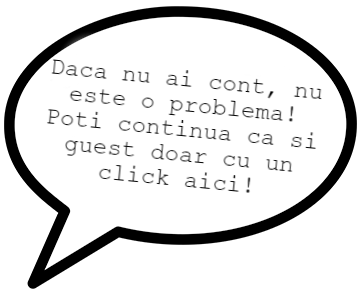 Daca nu ai cont, nu
este o problema!
Poti continua ca si
guest doar cu un
click aici!